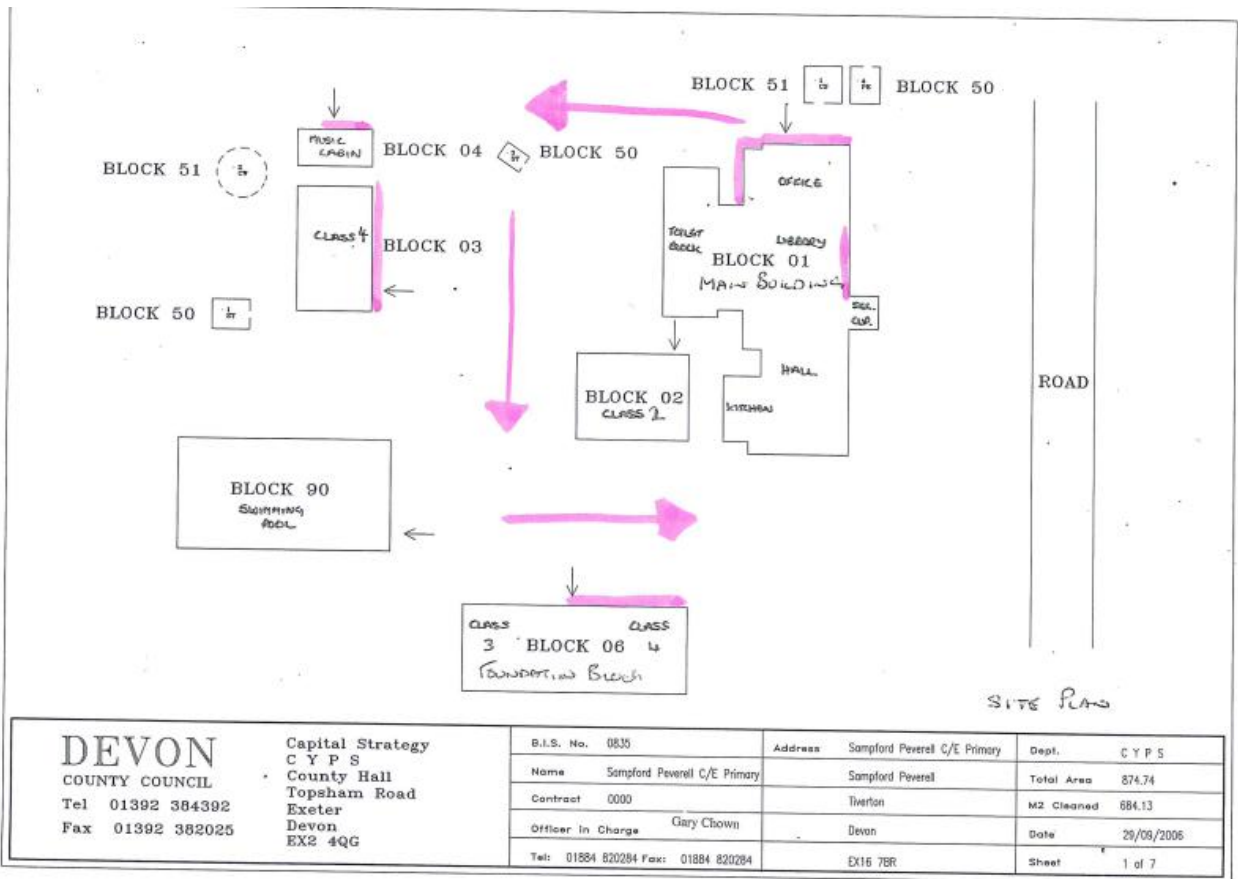 BLOCK 51
BLOCK 50
MUSIC
CABIN
BLOCK 04
BLOCK 50
BLOCK 51
OFFICE
CLASS 4
BLOCK 03
TOILET
BLOCK
LIBRARY
BLOCK 01
MAIN BUILDING
BLOCK 50
CUP.
HALL
ROAD
BLOCK 02
CLASS 2
KITCHEN
BLOCK 90
SWIMMING
POOL
CLASS CLASS
3 BLOCK 06 4
FOUNDATION BLOCK
SITE PLAN
DEVON
COUNTY COUNCIL
Tel 01392 384392
Fax 01392 382025
Capital Strategy
C Y P S
County Hall
Topsham Road
Exeter
Devon
EX2 4QG
B.I.S. No. 0835
Name Sampford Peverell C/E Primary
Contract 0000
Officer In Charge Gary Chown
Tel: 01884 820284 Fax: 01884 820284
Address Sampford Peverell C/E Primary
Sampford Peverell
Tiverton
Devon
EX16 7BR
Dept. C Y P S
Total Area 874.74
M2 Cleaned 684.13
Date 29/09/2006
Sheet 1 of 7